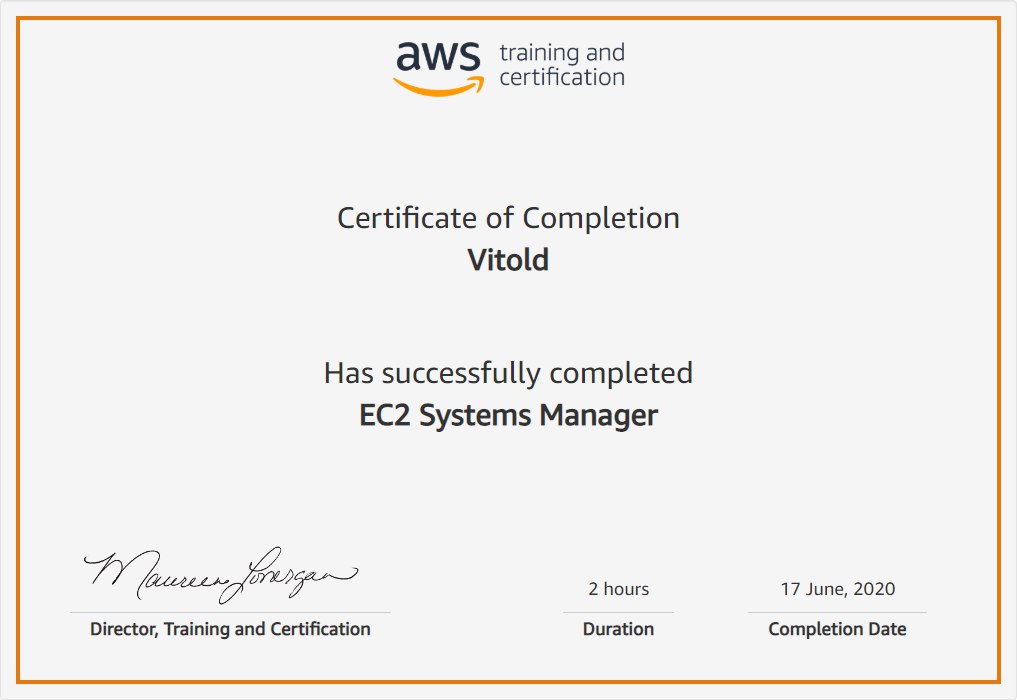 aws training and
certification
Certificate of Completion
Vitold
Has successfully completed
EC2 Systems Manager
Maureen Lonergan
2 hours
17 June, 2020
Director, Training and Certification
Duration
Completion Date